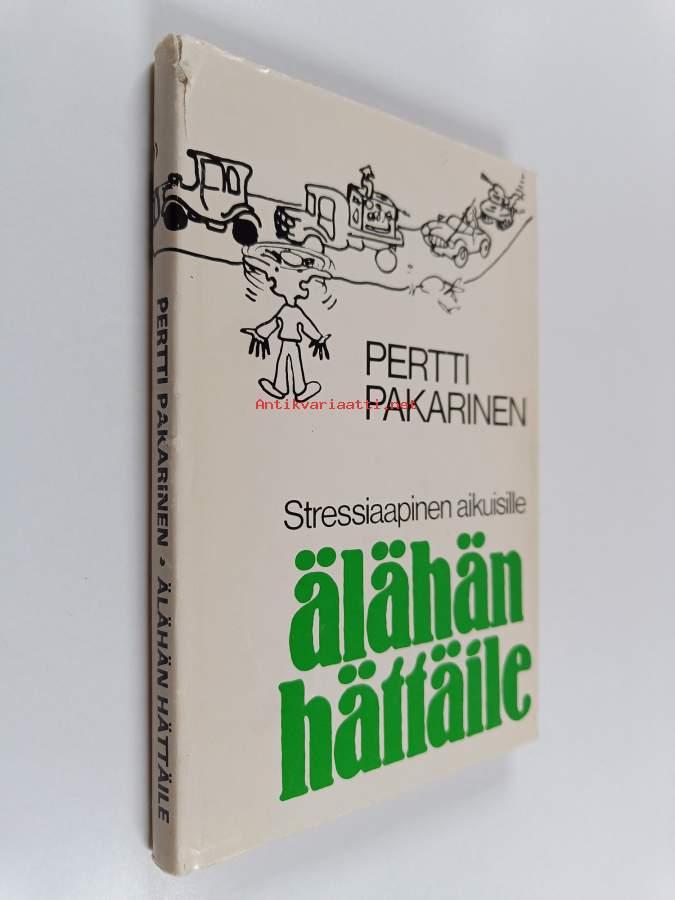 PERTTI
PAKARINEN
Antikvariaatti.net
Stressiaapinen aikuisille
älähän
hättäile
PERTTI PAKARINEN • ÄLÄHÄN HÄTTÄILE